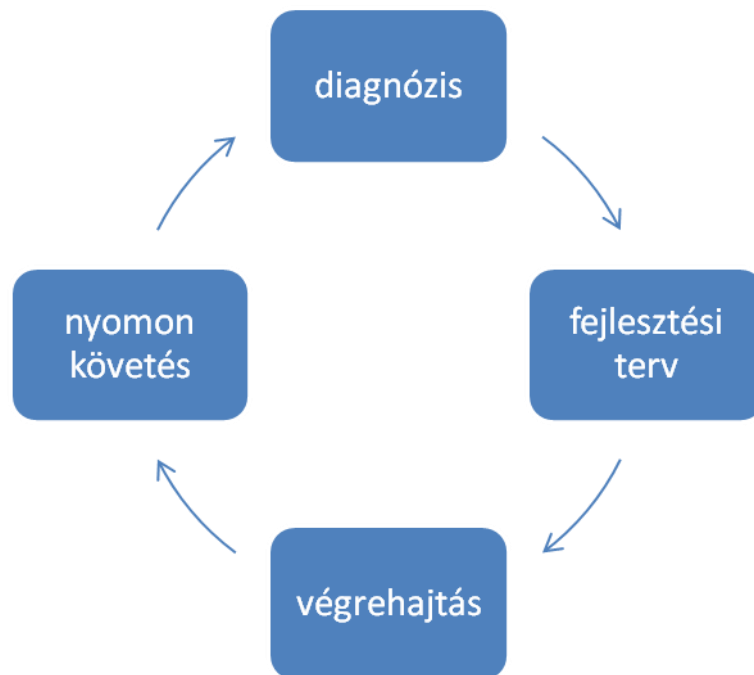 diagnózis
fejlesztési
terv
végrehajtás
nyomon
követés